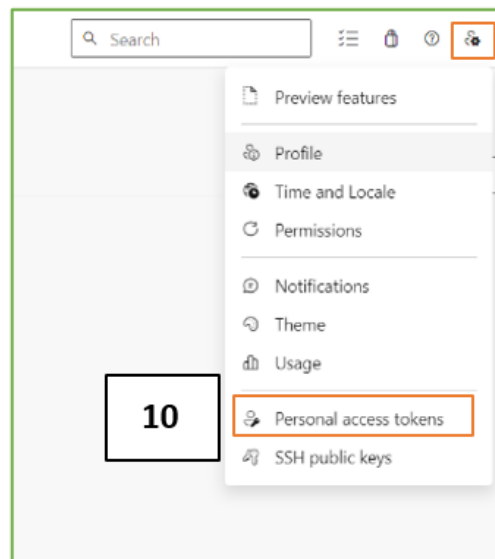 Search
Preview features
Profile
Time and Locale
Permissions
Notifications
Theme
Usage
10
Personal access tokens
SSH public keys